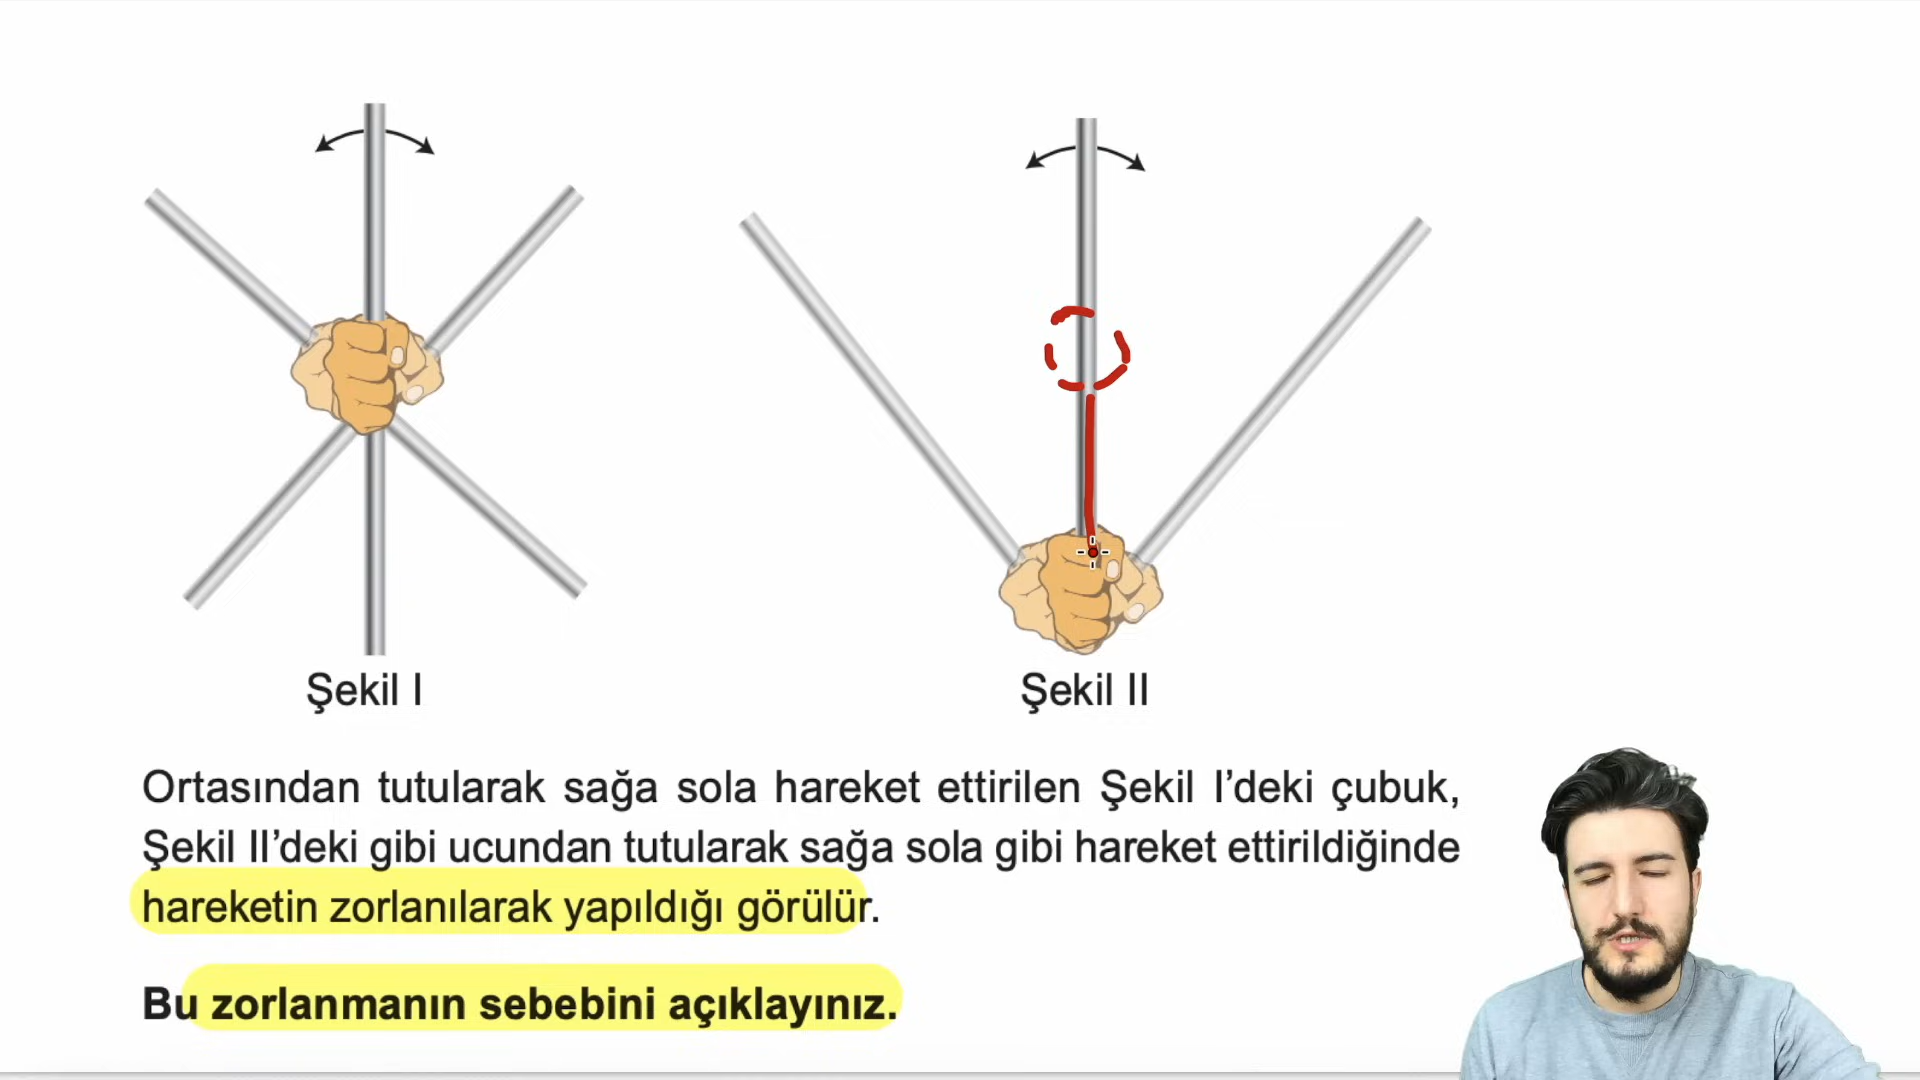 Şekil I
Şekil II
Ortasından tutularak sağa sola hareket ettirilen Şekil I’deki çubuk,
Şekil II’deki gibi ucundan tutularak sağa sola gibi hareket ettirildiğinde
hareketin zorlanılarak yapıldığı görülür.
Bu zorlanmanın sebebini açıklayınız.